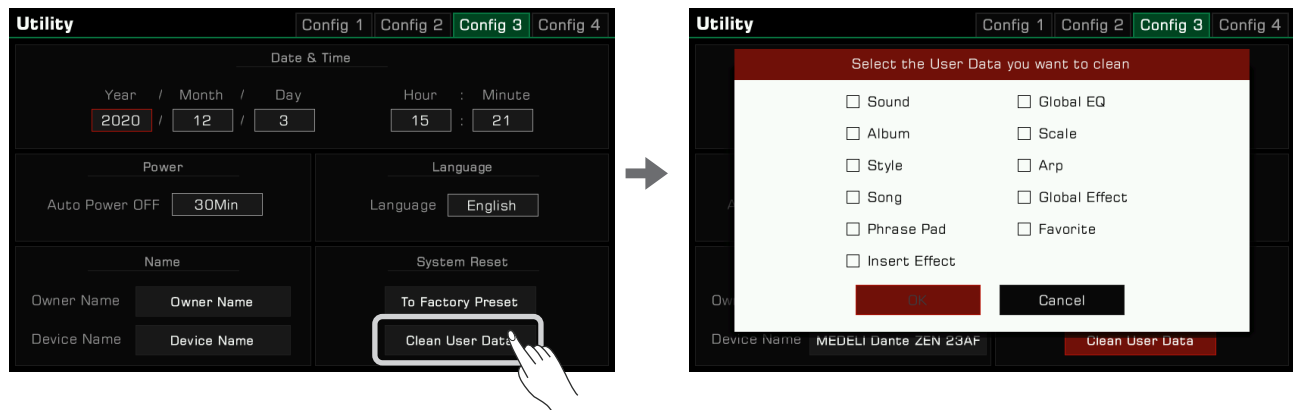 Utility Config 1 Config 2 Config 3 Config 4
Date & Time
Year / Month / Day Hour : Minute
2020 / 12 / 3 15 : 21
Power Language
Auto Power OFF 30Min Language English
Name System Reset
Owner Name Owner Name To Factory Preset
Device Name Device Name Clean User Data
Utility Config 1 Config 2 Config 3 Config 4
Select the User Data you want to clean
Sound Global EQ
Album Scale
Style Arp
Song Global Effect
Phrase Pad Favorite
Insert Effect
OK Cancel
Device Name MEDELI Dante ZEN 23AF Clean User Data